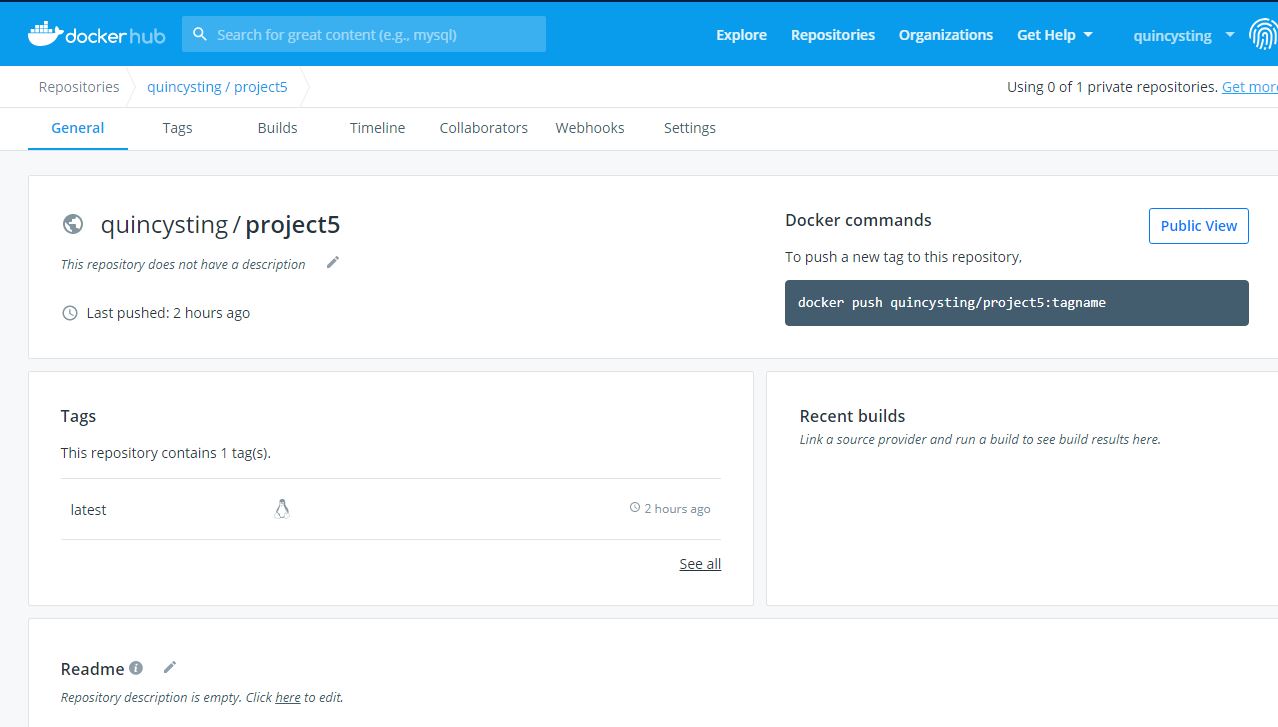 docker hub
Search for great content (e.g., mysql)
Explore
Repositories
Organizations
Get Help
quincysting
Repositories
quincysting / project5
Using 0 of 1 private repositories. Get more
General
Tags
Builds
Timeline
Collaborators
Webhooks
Settings
quincysting / project5
This repository does not have a description
Last pushed: 2 hours ago
Docker commands
Public View
To push a new tag to this repository,
docker push quincysting/project5:tagname
Tags
This repository contains 1 tag(s).
latest
2 hours ago
See all
Recent builds
Link a source provider and run a build to see build results here.
Readme
Repository description is empty. Click here to edit.